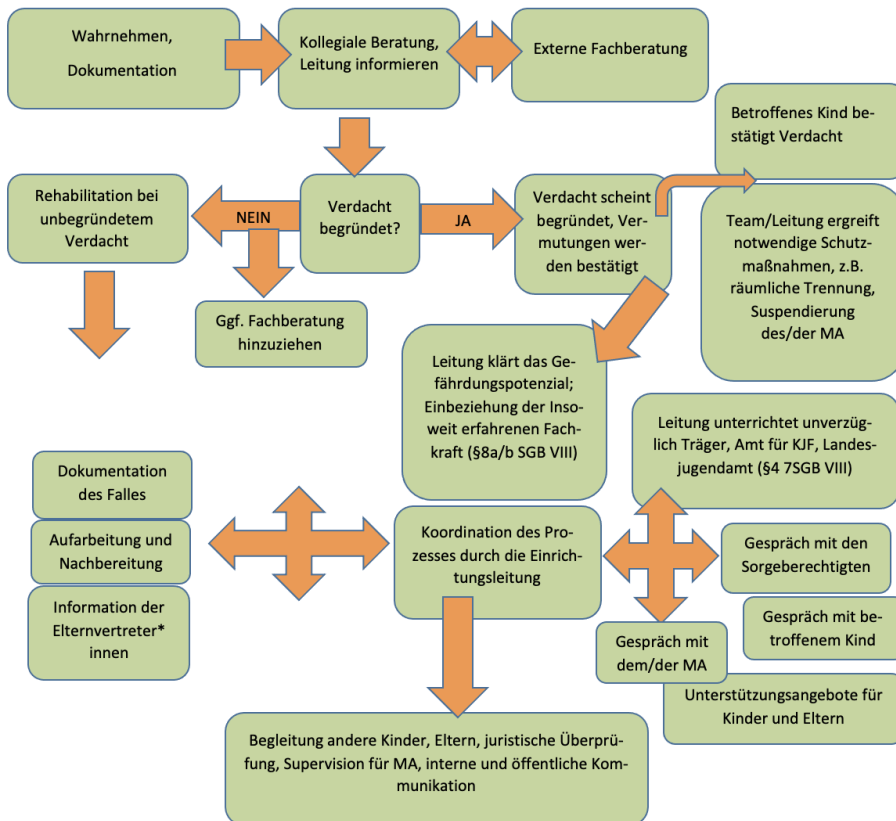 Wahrnehmen,
Dokumentation
Kollegiale Beratung,
Leitung informieren
Externe Fachberatung
Betroffenes Kind be-
stätigt Verdacht
Rehabilitation bei
unbegründetem
Verdacht
NEIN
Verdacht
begründet?
JA
Verdacht scheint
begründet, Ver-
mutungen wer-
den bestätigt
Team/Leitung ergreift
notwendige Schutz-
maßnahmen, z.B.
räumliche Trennung,
Suspendierung
des/der MA
Ggf. Fachberatung
hinzuziehen
Leitung klärt das Ge-
fährdungspotenzial;
Einbeziehung der Inso-
weit erfahrenen Fach-
kraft (§8a/b SGB VIII)
Leitung unterrichtet unverzüg-
lich Träger, Amt für KJF, Landes-
jugendamt (§4 7SGB VIII)
Dokumentation
des Falles
Aufarbeitung und
Nachbereitung
Information der
Elternvertreter*
innen
Koordination des Pro-
zesses durch die Einrich-
tungsleitung
Gespräch mit den
Sorgeberechtigten
Gespräch mit be-
troffenem Kind
Gespräch mit
dem/der MA
Unterstützungsangebote für
Kinder und Eltern
Begleitung andere Kinder, Eltern, juristische Überprü-
fung, Supervision für MA, interne und öffentliche Kom-
munikation